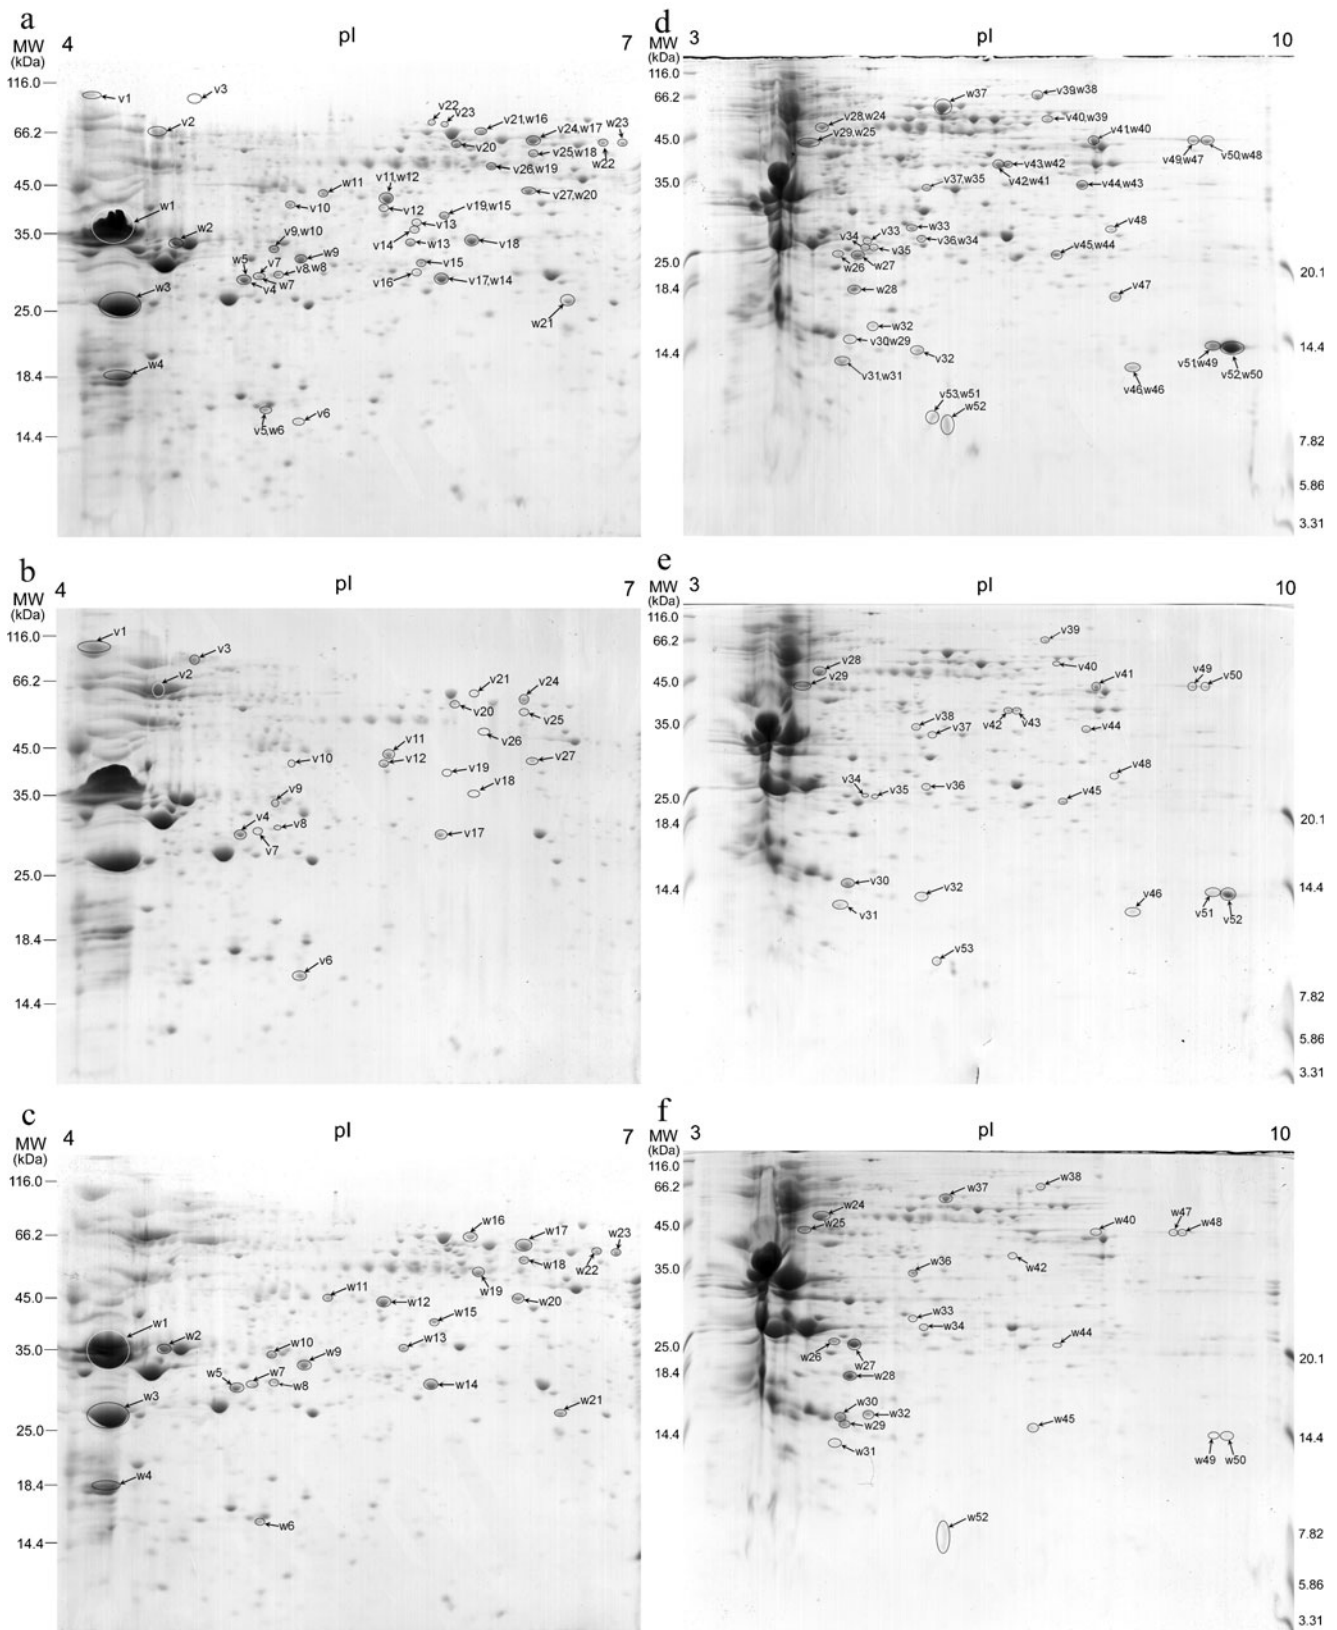 a
4 pI 7
MW
(kDa)
116.0
66.2
45.0
35.0
25.0
18.4
14.4
v1
v3
v2
v22
v23
v21,w16
v24,w17
w23
v20
v25,w18
w22
v26,w19
w11
v11,w12
v27,w20
v10
v12
v19,w15
w1
w2
v13
v14
v9,w10
w13
v18
w9
w5
v7
v15
v8,w8
v16
w7
v17,w14
w3
v4
w21
w4
v6
v5,w6
d
3 pI 10
MW
(kDa)
116.0
66.2
45.0
35.0
25.0
18.4
14.4
20.1
14.4
7.82
5.86
3.31
w37
v39,w38
v28,w24
v40,w39
v29,w25
v41,w40
v49,w47
v50,w48
v43,w42
v42,w41
v37,w35
v44,w43
w33
v48
v33
v34
v36,w34
v35
v45,w44
w26
w27
w28
v47
w32
v30,w29
v32
v51,w49
v52,w50
v31,w31
v46,w46
v53,w51
w52
b
4 pI 7
MW
(kDa)
116.0
66.2
45.0
35.0
25.0
18.4
14.4
v1
v3
v2
v21
v24
v20
v25
v26
v11
v10
v12
v27
v19
v18
v9
v4
v8
v7
v17
v6
e
3 pI 10
MW
(kDa)
116.0
66.2
45.0
35.0
25.0
18.4
14.4
20.1
14.4
7.82
5.86
3.31
v39
v28
v40
v29
v41
v49
v50
v38
v37
v42
v43
v44
v48
v34
v35
v36
v45
v30
v32
v31
v46
v51
v52
v53
c
4 pI 7
MW
(kDa)
116.0
66.2
45.0
35.0
25.0
18.4
14.4
w16
w17
w23
w18
w22
w19
w11
w12
w20
w1
w2
w15
w10
w13
w9
w5
w7
w8
w14
w3
w21
w4
w6
f
3 pI 10
MW
(kDa)
116.0
66.2
45.0
35.0
25.0
18.4
14.4
20.1
14.4
7.82
5.86
3.31
w37
w38
w24
w25
w40
w47
w48
w36
w42
w33
w34
w44
w26
w27
w28
w30
w32
w29
w45
w31
w49
w50
w52